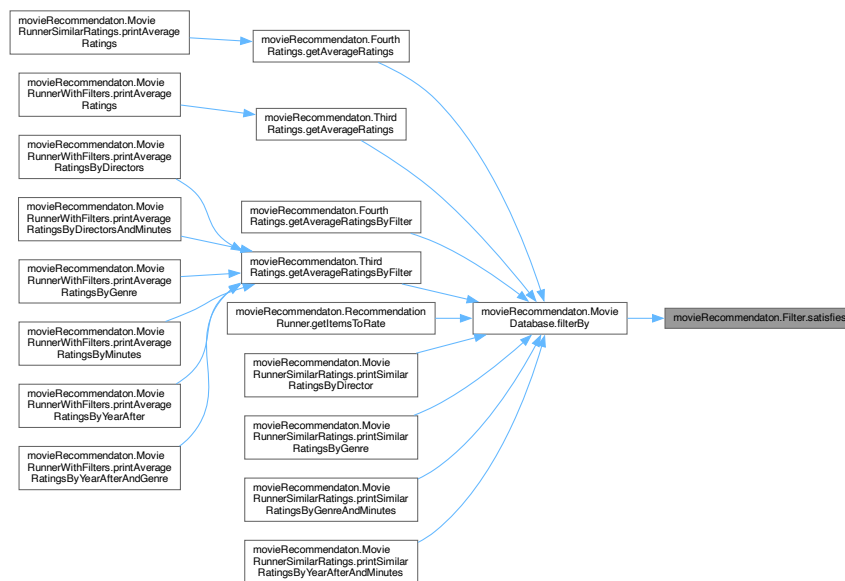 movieRecommendaton.Movie
RunnerSimilarRatings.printAverage
Ratings
movieRecommendaton.Movie
RunnerWithFilters.printAverage
Ratings
movieRecommendaton.Movie
RunnerWithFilters.printAverage
RatingsByDirectors
movieRecommendaton.Movie
RunnerWithFilters.printAverage
RatingsByDirectorsAndMinutes
movieRecommendaton.Movie
RunnerWithFilters.printAverage
RatingsByGenre
movieRecommendaton.Movie
RunnerWithFilters.printAverage
RatingsByMinutes
movieRecommendaton.Movie
RunnerWithFilters.printAverage
RatingsByYearAfter
movieRecommendaton.Movie
RunnerWithFilters.printAverage
RatingsByYearAfterAndGenre
movieRecommendaton.Fourth
Ratings.getAverageRatings
movieRecommendaton.Third
Ratings.getAverageRatings
movieRecommendaton.Fourth
Ratings.getAverageRatingsByFilter
movieRecommendaton.Third
Ratings.getAverageRatingsByFilter
movieRecommendaton.Recommendation
Runner.getItemsToRate
movieRecommendaton.Movie
RunnerSimilarRatings.printSimilar
RatingsByDirector
movieRecommendaton.Movie
RunnerSimilarRatings.printSimilar
RatingsByGenre
movieRecommendaton.Movie
RunnerSimilarRatings.printSimilar
RatingsByGenreAndMinutes
movieRecommendaton.Movie
RunnerSimilarRatings.printSimilar
RatingsByYearAfterAndMinutes
movieRecommendaton.Movie
Database.filterBy
movieRecommendaton.Filter.satisfies